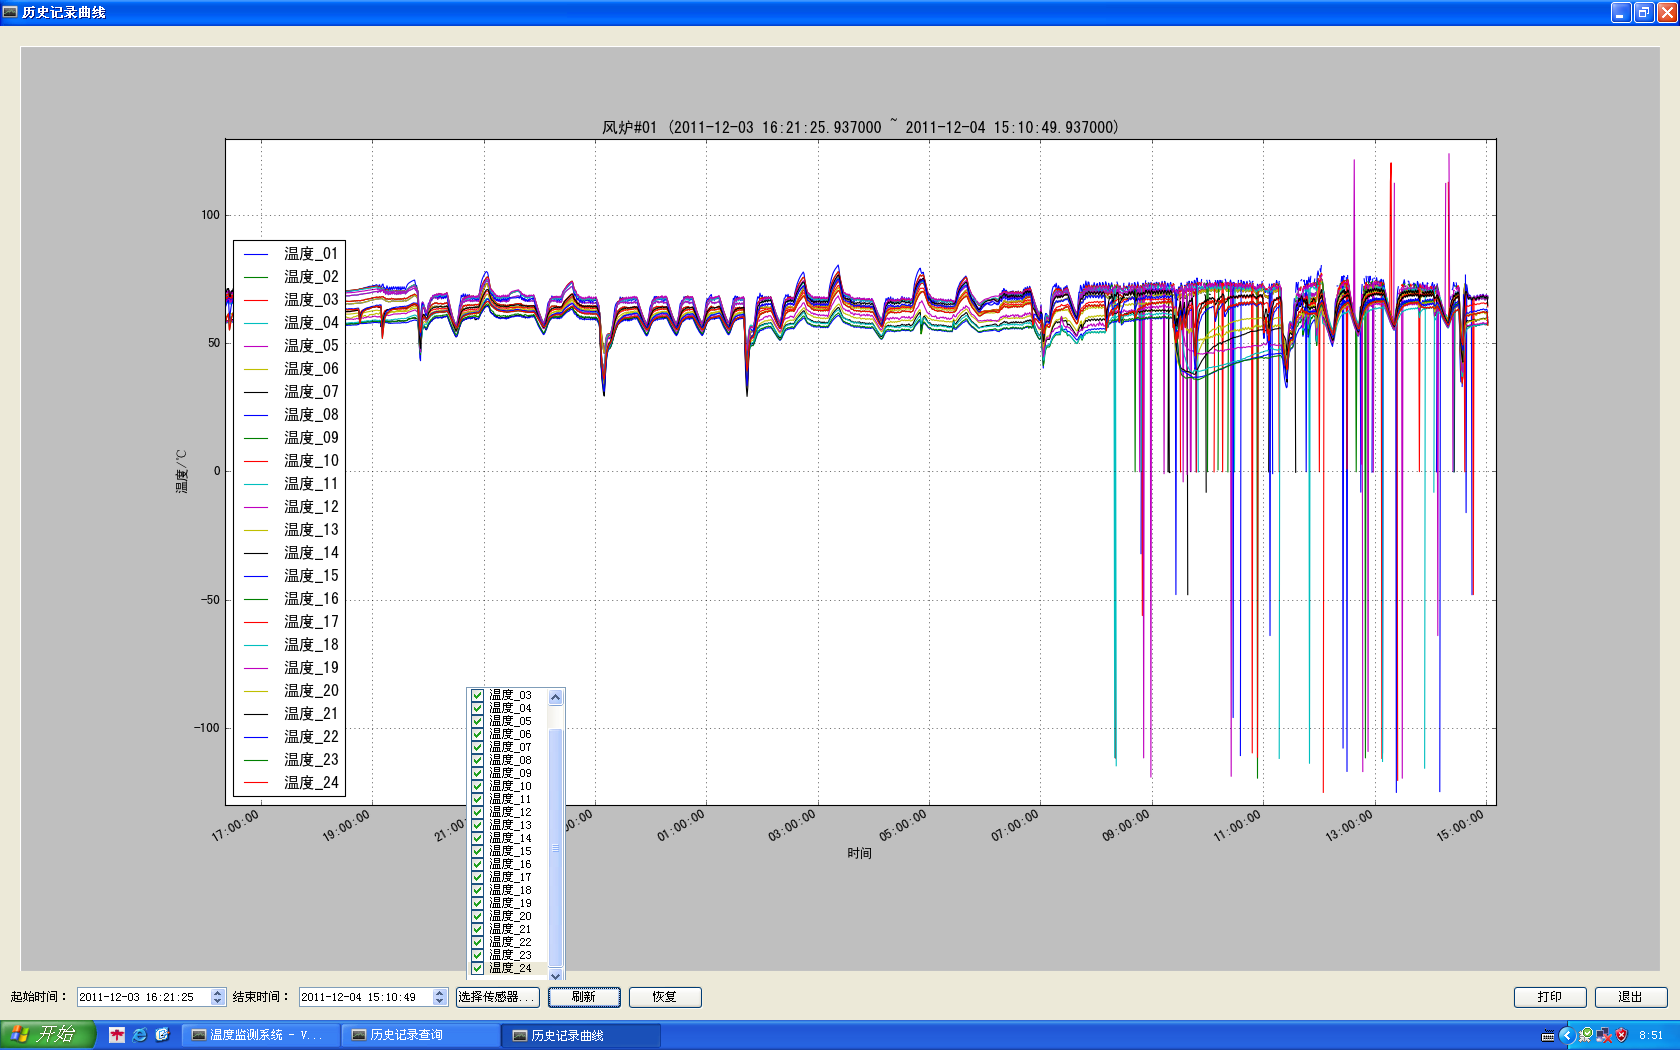 历史记录曲线
风炉#01 (2011-12-03 16:21:25.937000 ~ 2011-12-04 15:10:49.937000)
100
50
0
-50
-100
温度/℃
温度_01
温度_02
温度_03
温度_04
温度_05
温度_06
温度_07
温度_08
温度_09
温度_10
温度_11
温度_12
温度_13
温度_14
温度_15
温度_16
温度_17
温度_18
温度_19
温度_20
温度_21
温度_22
温度_23
温度_24
17:00:00
19:00:00
21:00
00:00
01:00:00
03:00:00
05:00:00
07:00:00
09:00:00
11:00:00
13:00:00
15:00:00
时间
温度_03
温度_04
温度_05
温度_06
温度_07
温度_08
温度_09
温度_10
温度_11
温度_12
温度_13
温度_14
温度_15
温度_16
温度_17
温度_18
温度_19
温度_20
温度_21
温度_22
温度_23
温度_24
起始时间： 2011-12-03 16:21:25 结束时间： 2011-12-04 15:10:49 选择传感器... 刷新 恢复 打印 退出
开始 温度监测系统 - V... 历史记录查询 历史记录曲线 8:51